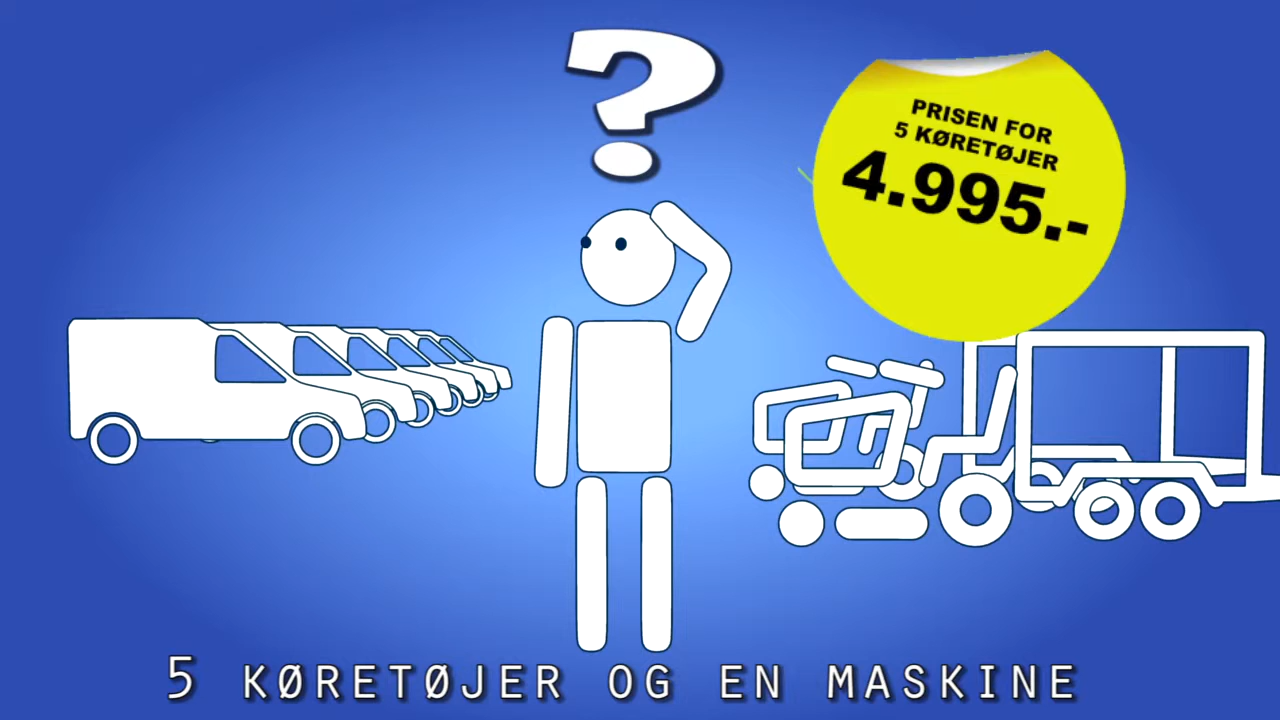 ?
PRISEN FOR
5 KØRETØJER
4.995.-
5 KØRETØJER OG EN MASKINE